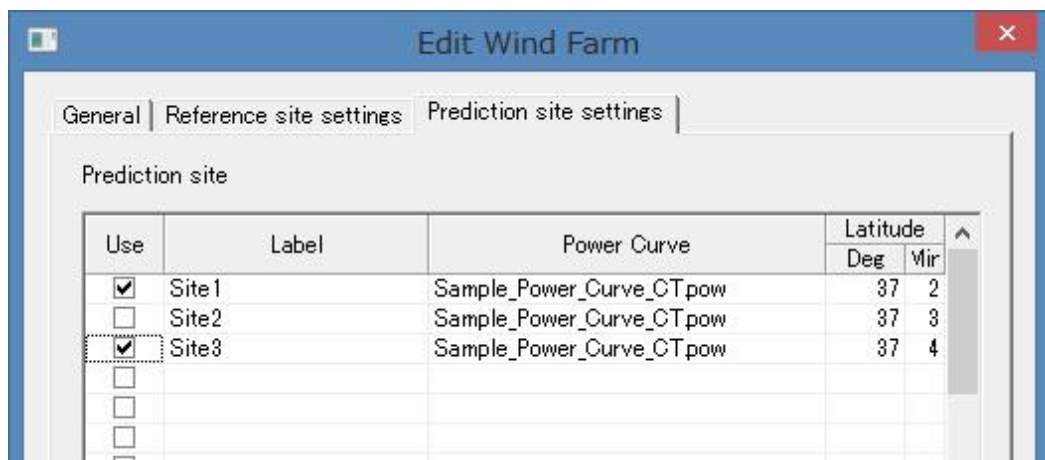 Edit Wind Farm
General Reference site settings Prediction site settings
Prediction site
Use Label Power Curve Latitude
Deg Min
Site1 Sample_Power_Curve_CT.pow 37 2
Site2 Sample_Power_Curve_CT.pow 37 3
Site3 Sample_Power_Curve_CT.pow 37 4